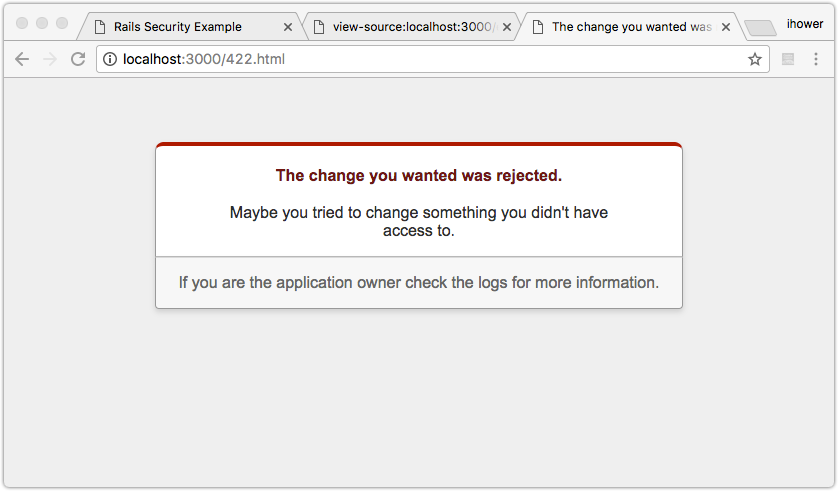 Rails Security Example
view-source:localhost:3000/
The change you wanted was
ihower
localhost:3000/422.html
The change you wanted was rejected.
Maybe you tried to change something you didn't have
access to.
If you are the application owner check the logs for more information.